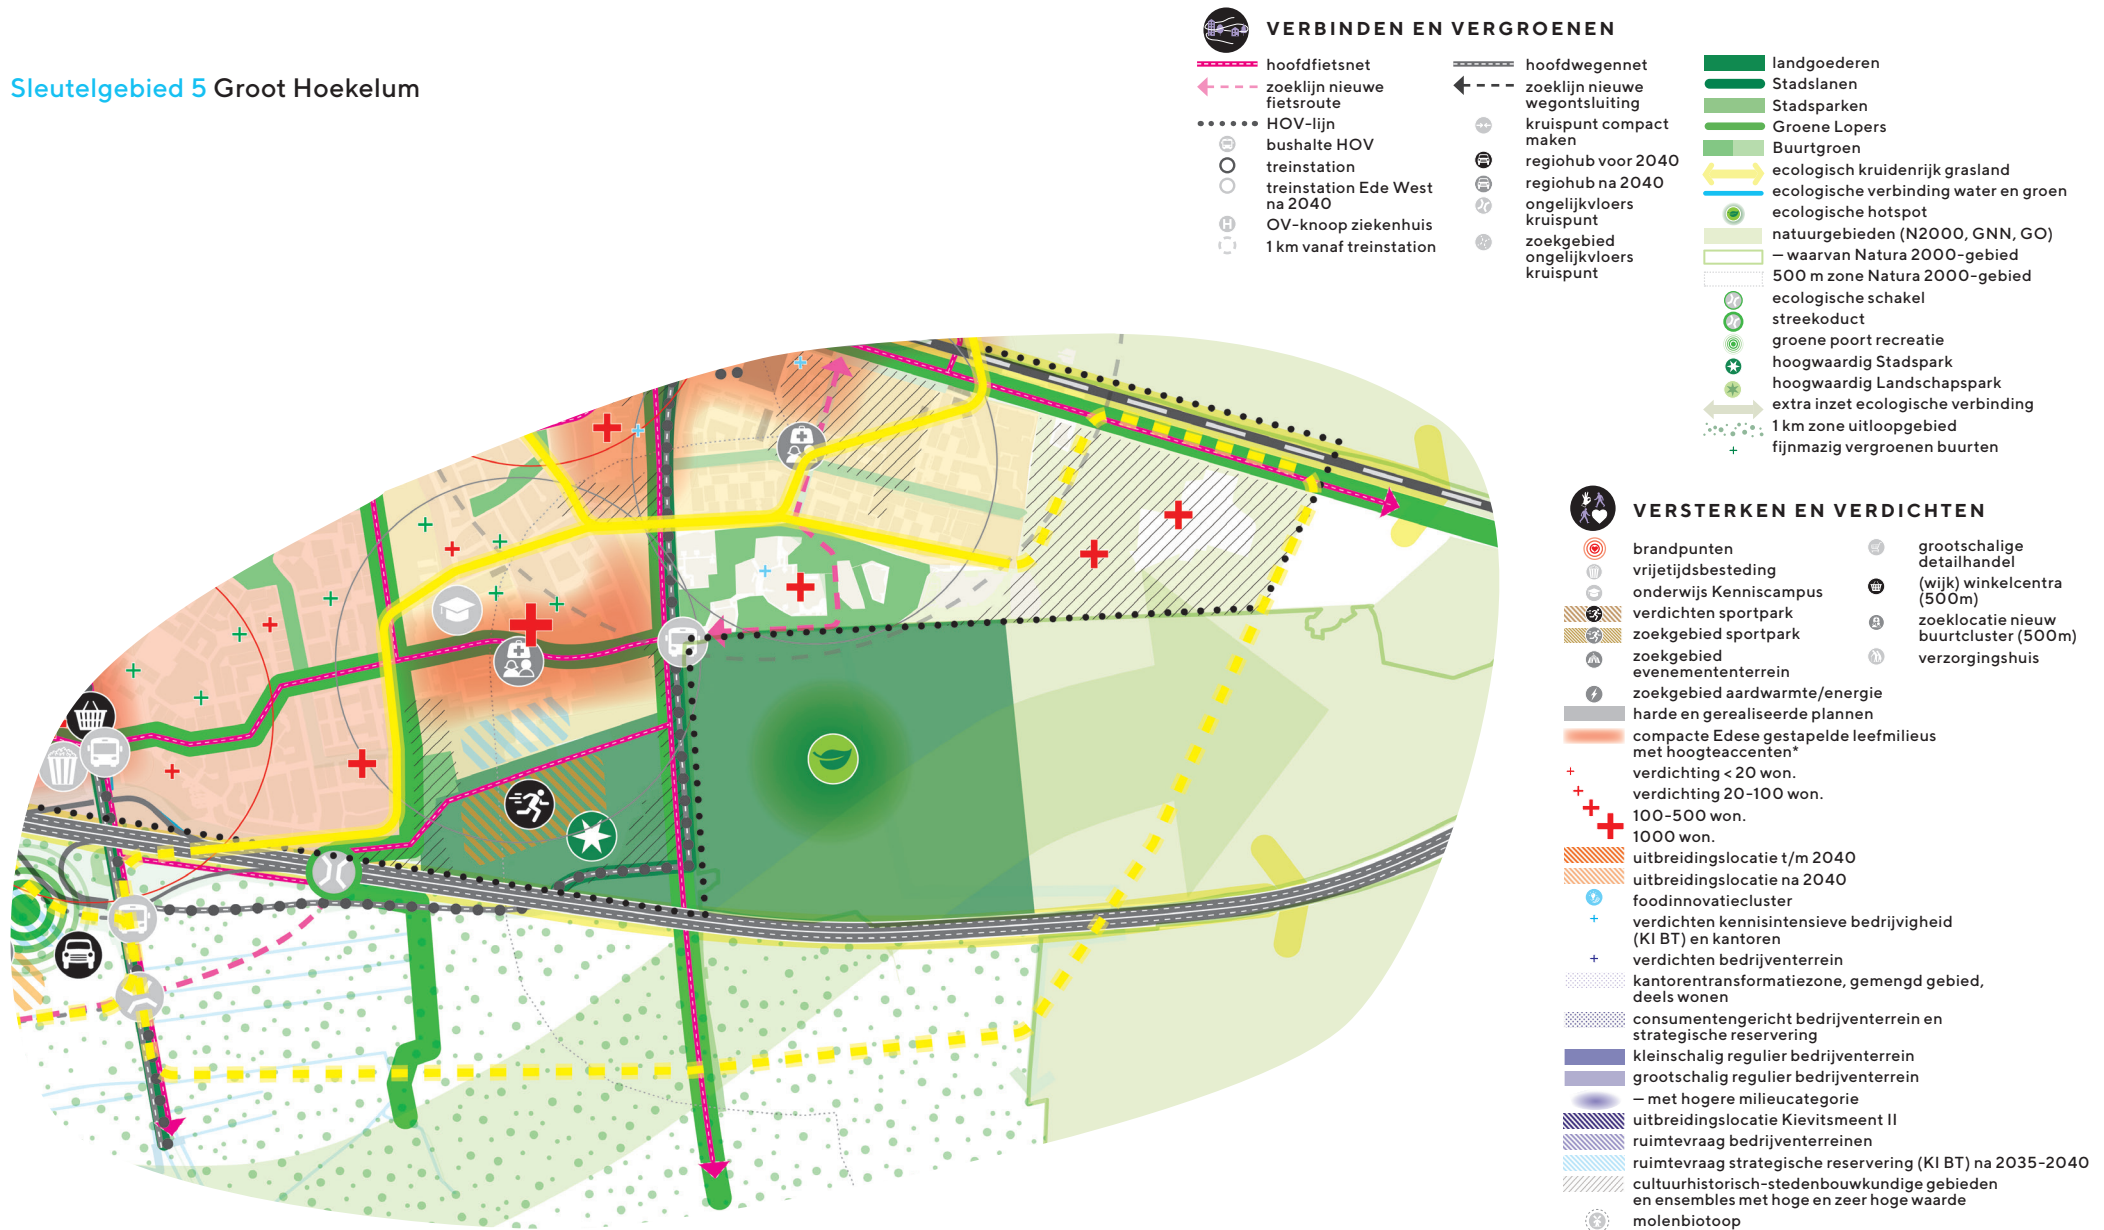 Sleutelgebied 5 Groot Hoekelum
VERBINDEN EN VERGROENEN
hoofdfietsnet
zoeklijn nieuwe
fietsroute
HOV-lijn
bushalte HOV
treinstation
treinstation Ede West
na 2040
H
OV-knoop ziekenhuis
1 km vanaf treinstation
hoofdwegennet
zoeklijn nieuwe
wegontsluiting
kruispunt compact
maken
regiohub voor 2040
regiohub na 2040
ongelijkvloers
kruispunt
zoekgebied
ongelijkvloers
kruispunt
landgoederen
Stadslanen
Stadsparken
Groene Lopers
Buurtgroen
ecologisch kruidenrijk grasland
ecologische verbinding water en groen
ecologische hotspot
natuurgebieden (N2000, GNN, GO)
– waarvan Natura 2000-gebied
500 m zone Natura 2000-gebied
ecologische schakel
streekoduct
groene poort recreatie
hoogwaardig Stadspark
hoogwaardig Landschapspark
extra inzet ecologische verbinding
1 km zone uitloopgebied
fijnmazig vergroenen buurten
VERSTERKEN EN VERDICHTEN
brandpunten
vrijetijdsbesteding
onderwijs Kenniscampus
verdichten sportpark
zoekgebied sportpark
zoekgebied
evenemententerrein
zoekgebied aardwarmte/energie
harde en gerealiseerde plannen
compacte Edese gestapelde leefmilieus
met hoogteaccenten*
verdichting < 20 won.
verdichting 20-100 won.
100-500 won.
1000 won.
uitbreidingslocatie t/m 2040
uitbreidingslocatie na 2040
foodinnovatiecluster
verdichten kennisintensieve bedrijvigheid
(KI BT) en kantoren
verdichten bedrijventerrein
kantorentransformatiezone, gemengd gebied,
deels wonen
consumentengericht bedrijventerrein en
strategische reservering
kleinschalig regulier bedrijventerrein
grootschalig regulier bedrijventerrein
– met hogere milieucategorie
uitbreidingslocatie Kievitsmeent II
ruimtevraag bedrijventerreinen
ruimtevraag strategische reservering (KI BT) na 2035-2040
cultuurhistorisch-stedenbouwkundige gebieden
en ensembles met hoge en zeer hoge waarde
molenbiotoop
grootschalige
detailhandel
(wijk) winkelcentra
(500m)
zoeklocatie nieuw
buurtcluster (500m)
verzorgingshuis